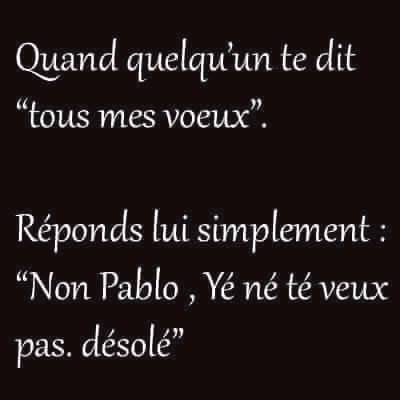 Quand quelqu’un te dit
“tous mes voeux”.
Réponds lui simplement :
“Non Pablo , Yé né té veux
pas. désolé”